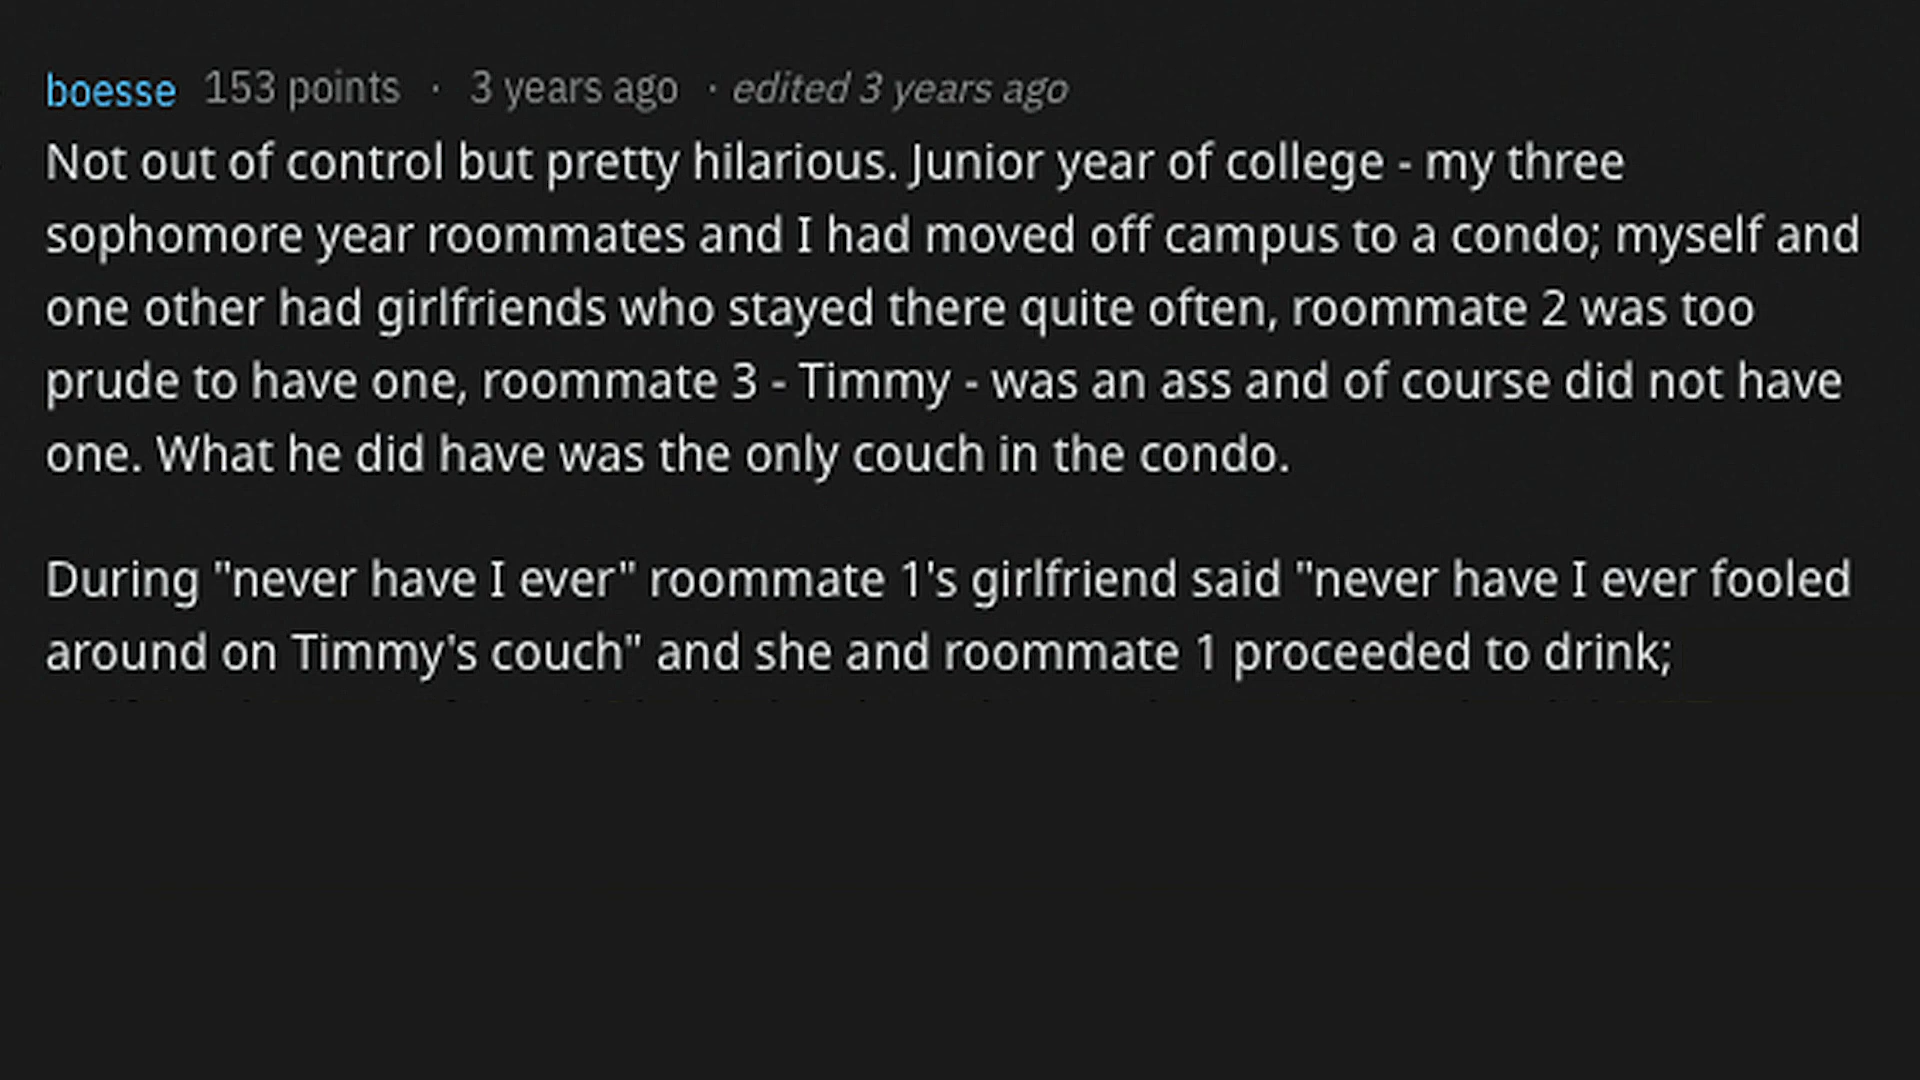 boesse 153 points · 3 years ago · edited 3 years ago
Not out of control but pretty hilarious. Junior year of college - my three
sophomore year roommates and I had moved off campus to a condo; myself and
one other had girlfriends who stayed there quite often, roommate 2 was too
prude to have one, roommate 3 - Timmy - was an ass and of course did not have
one. What he did have was the only couch in the condo.
During "never have I ever" roommate 1's girlfriend said "never have I ever fooled
around on Timmy's couch" and she and roommate 1 proceeded to drink;